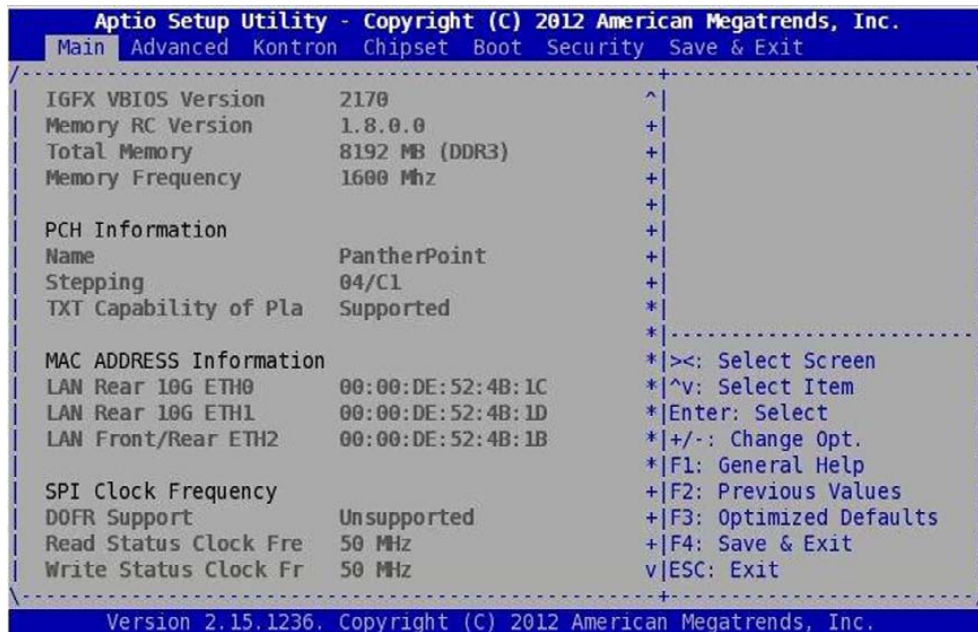 Aptio Setup Utility - Copyright (C) 2012 American Megatrends, Inc.
Main Advanced Kontron Chipset Boot Security Save & Exit
IGFX VBIOS Version 2170
Memory RC Version 1.8.0.0
Total Memory 8192 MB (DDR3)
Memory Frequency 1600 Mhz
PCH Information
Name PantherPoint
Stepping 04/C1
TXT Capability of Pla Supported
MAC ADDRESS Information
LAN Rear 10G ETH0 00:00:DE:52:4B:1C
LAN Rear 10G ETH1 00:00:DE:52:4B:1D
LAN Front/Rear ETH2 00:00:DE:52:4B:1B
SPI Clock Frequency
DOFR Support Unsupported
Read Status Clock Fre 50 MHz
Write Status Clock Fr 50 MHz
><: Select Screen
^v: Select Item
Enter: Select
+/-: Change Opt.
F1: General Help
F2: Previous Values
F3: Optimized Defaults
F4: Save & Exit
ESC: Exit
Version 2.15.1236. Copyright (C) 2012 American Megatrends, Inc.